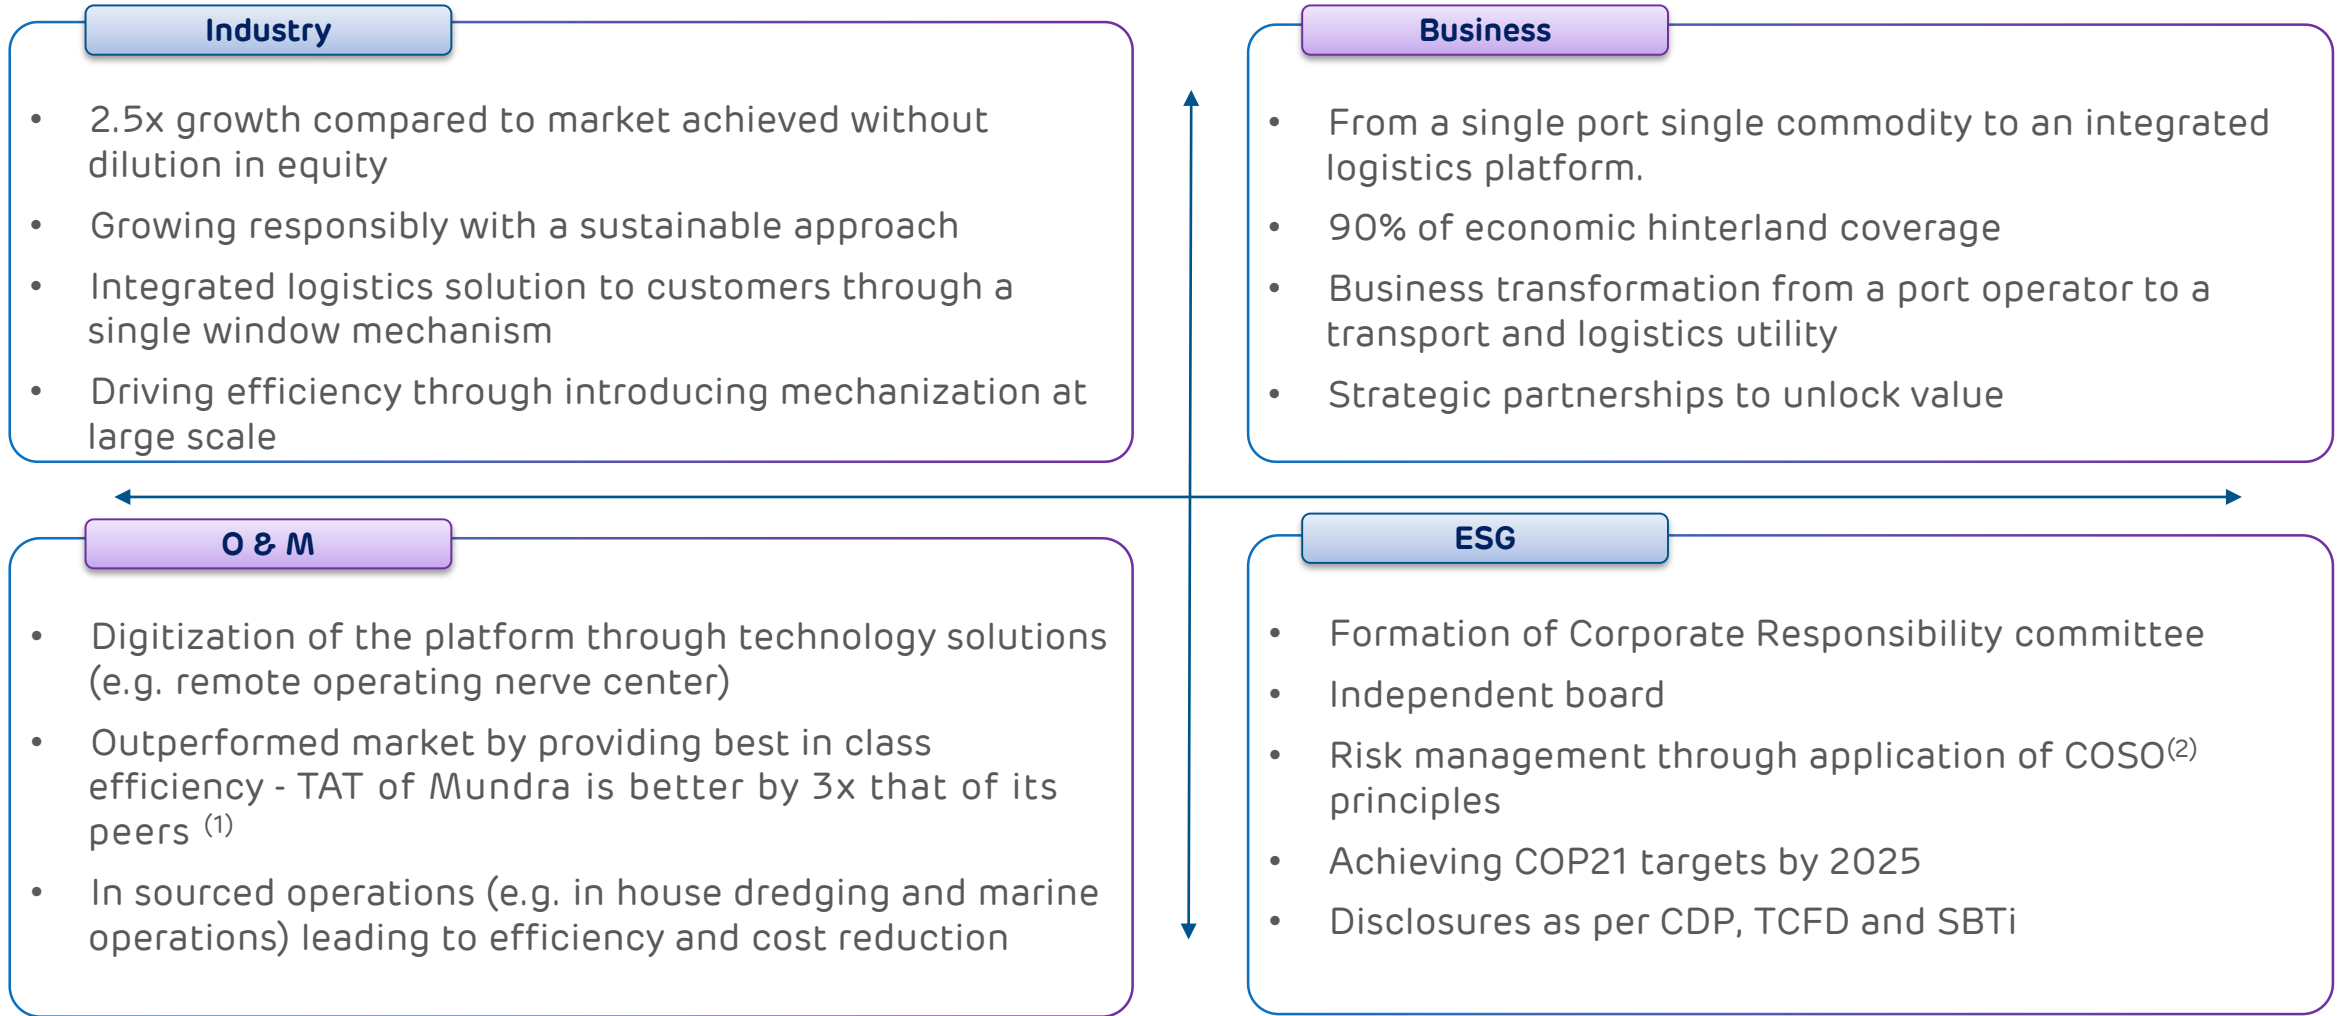 Industry
• 2.5x growth compared to market achieved without
dilution in equity
• Growing responsibly with a sustainable approach
• Integrated logistics solution to customers through a
single window mechanism
• Driving efficiency through introducing mechanization at
large scale
Business
• From a single port single commodity to an integrated
logistics platform.
• 90% of economic hinterland coverage
• Business transformation from a port operator to a
transport and logistics utility
• Strategic partnerships to unlock value
O & M
• Digitization of the platform through technology solutions
(e.g. remote operating nerve center)
• Outperformed market by providing best in class
efficiency - TAT of Mundra is better by 3x that of its
peers (1)
• In sourced operations (e.g. in house dredging and marine
operations) leading to efficiency and cost reduction
ESG
• Formation of Corporate Responsibility committee
• Independent board
• Risk management through application of COSO(2)
principles
• Achieving COP21 targets by 2025
• Disclosures as per CDP, TCFD and SBTi